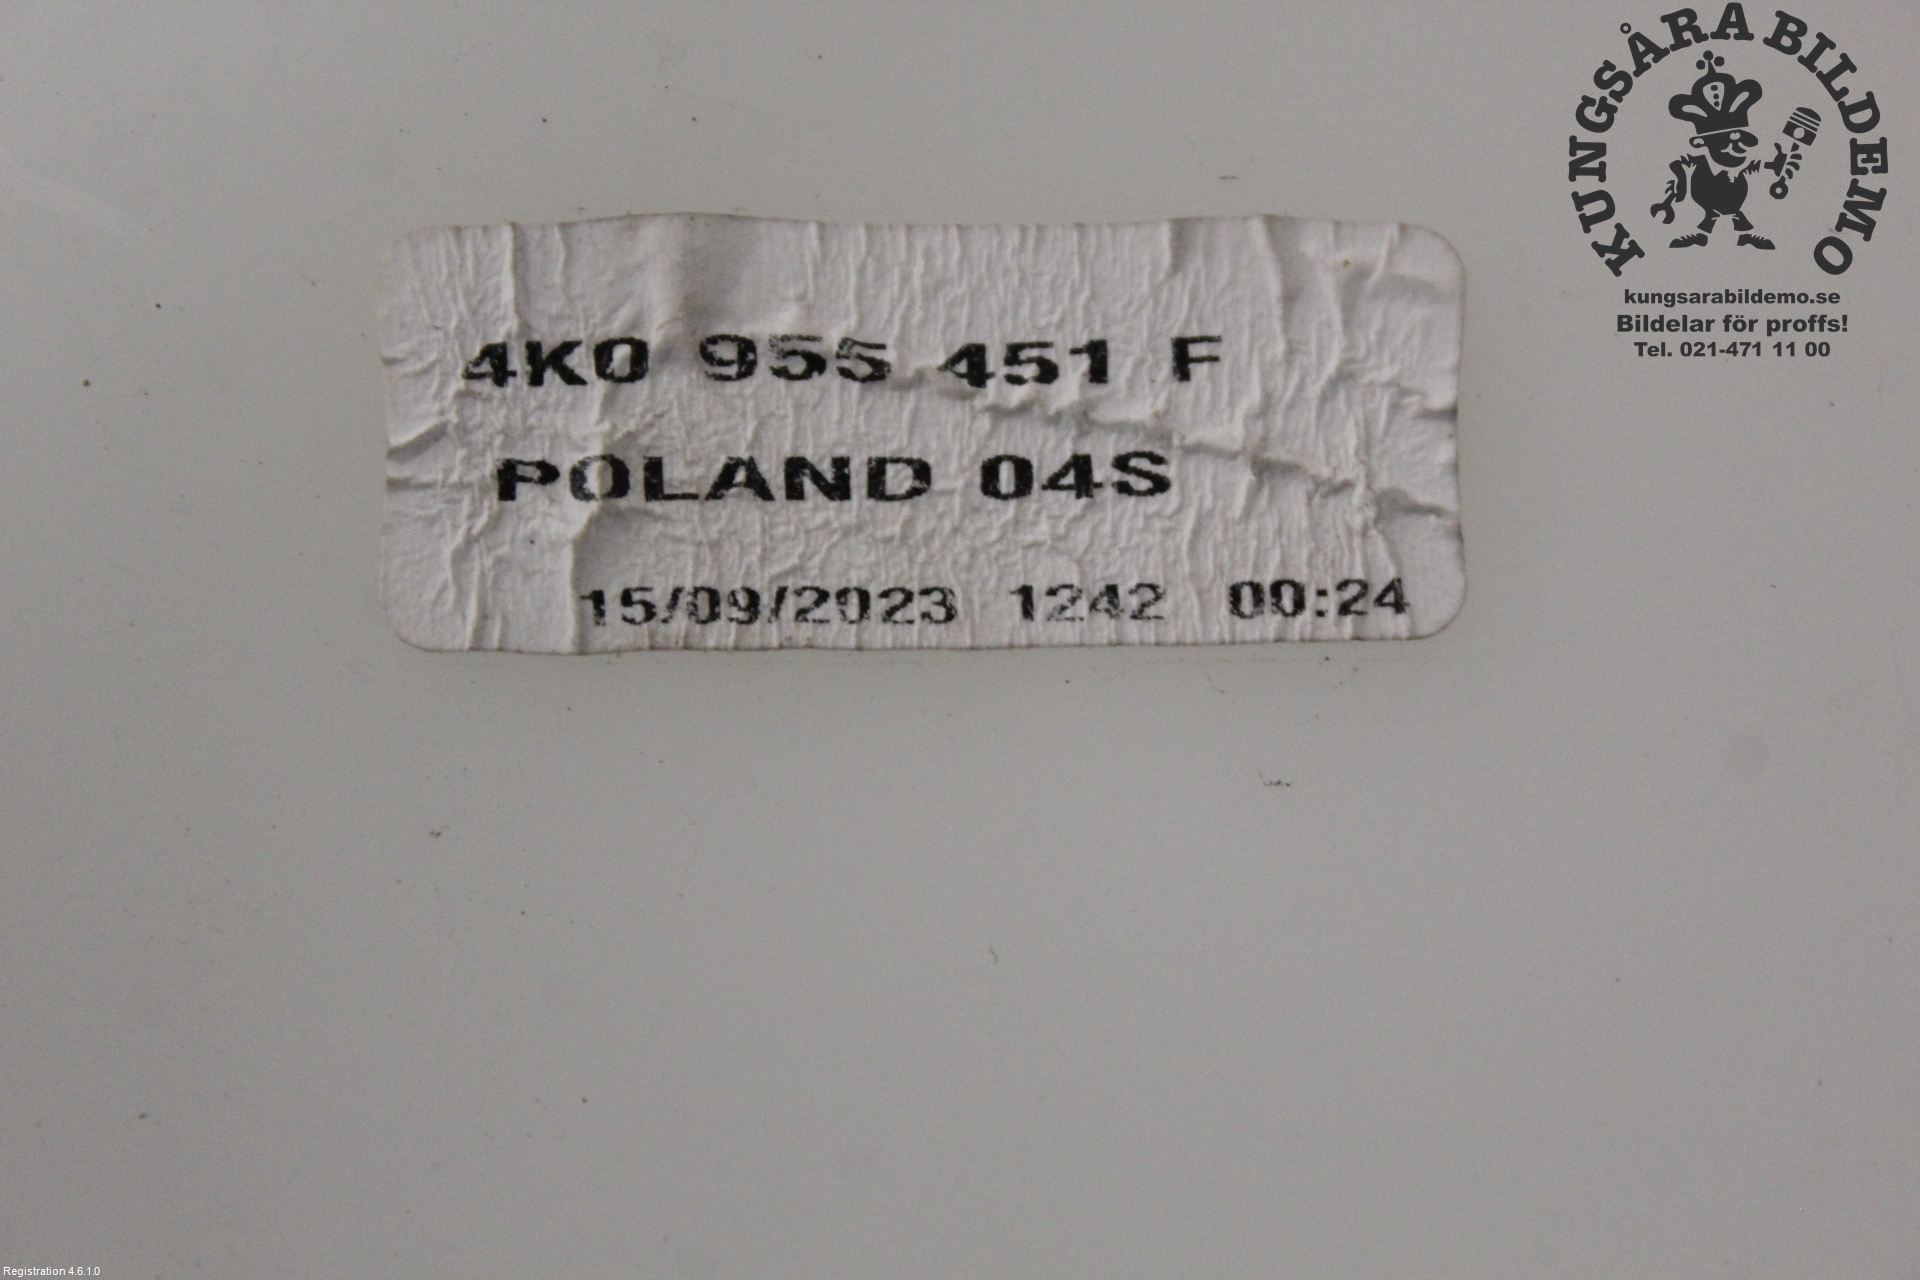 KUNGSÅRA BILDEMO
kungsarabildemo.se
Bildelar för proffs!
Tel. 021-471 11 00
4K0 955 451 F
POLAND 04S
15/09/2023 1242 00:24
Registration 4.6.1.0